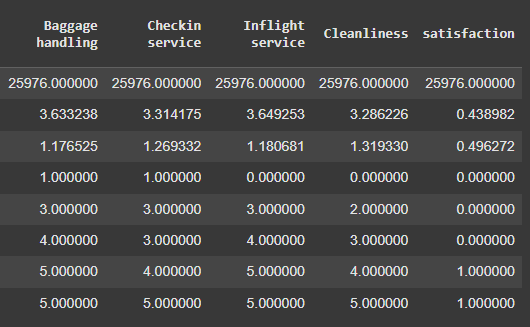 Baggage handling Checkin service Inflight service Cleanliness satisfaction
25976.000000 25976.000000 25976.000000 25976.000000 25976.000000
3.633238 3.314175 3.649253 3.286226 0.438982
1.176525 1.269332 1.180681 1.319330 0.496272
1.000000 1.000000 0.000000 0.000000 0.000000
3.000000 3.000000 3.000000 2.000000 0.000000
4.000000 3.000000 4.000000 3.000000 0.000000
5.000000 4.000000 5.000000 4.000000 1.000000
5.000000 5.000000 5.000000 5.000000 1.000000